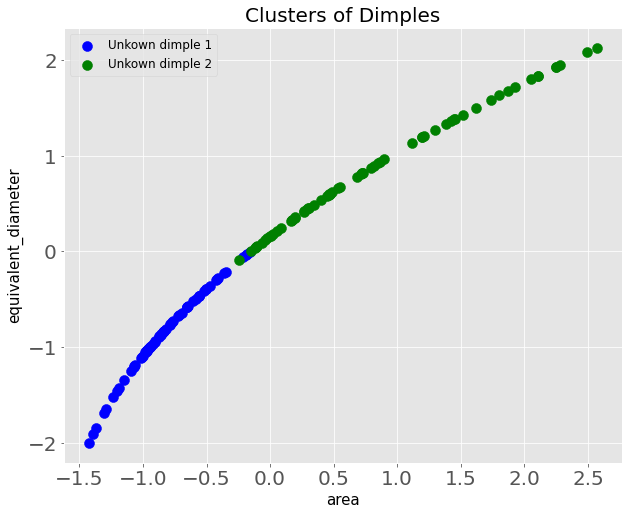 Clusters of Dimples
Unkown dimple 1
Unkown dimple 2
equivalent_diameter
2
1
0
−1
−2
−1.5 −1.0 −0.5 0.0 0.5 1.0 1.5 2.0 2.5
area